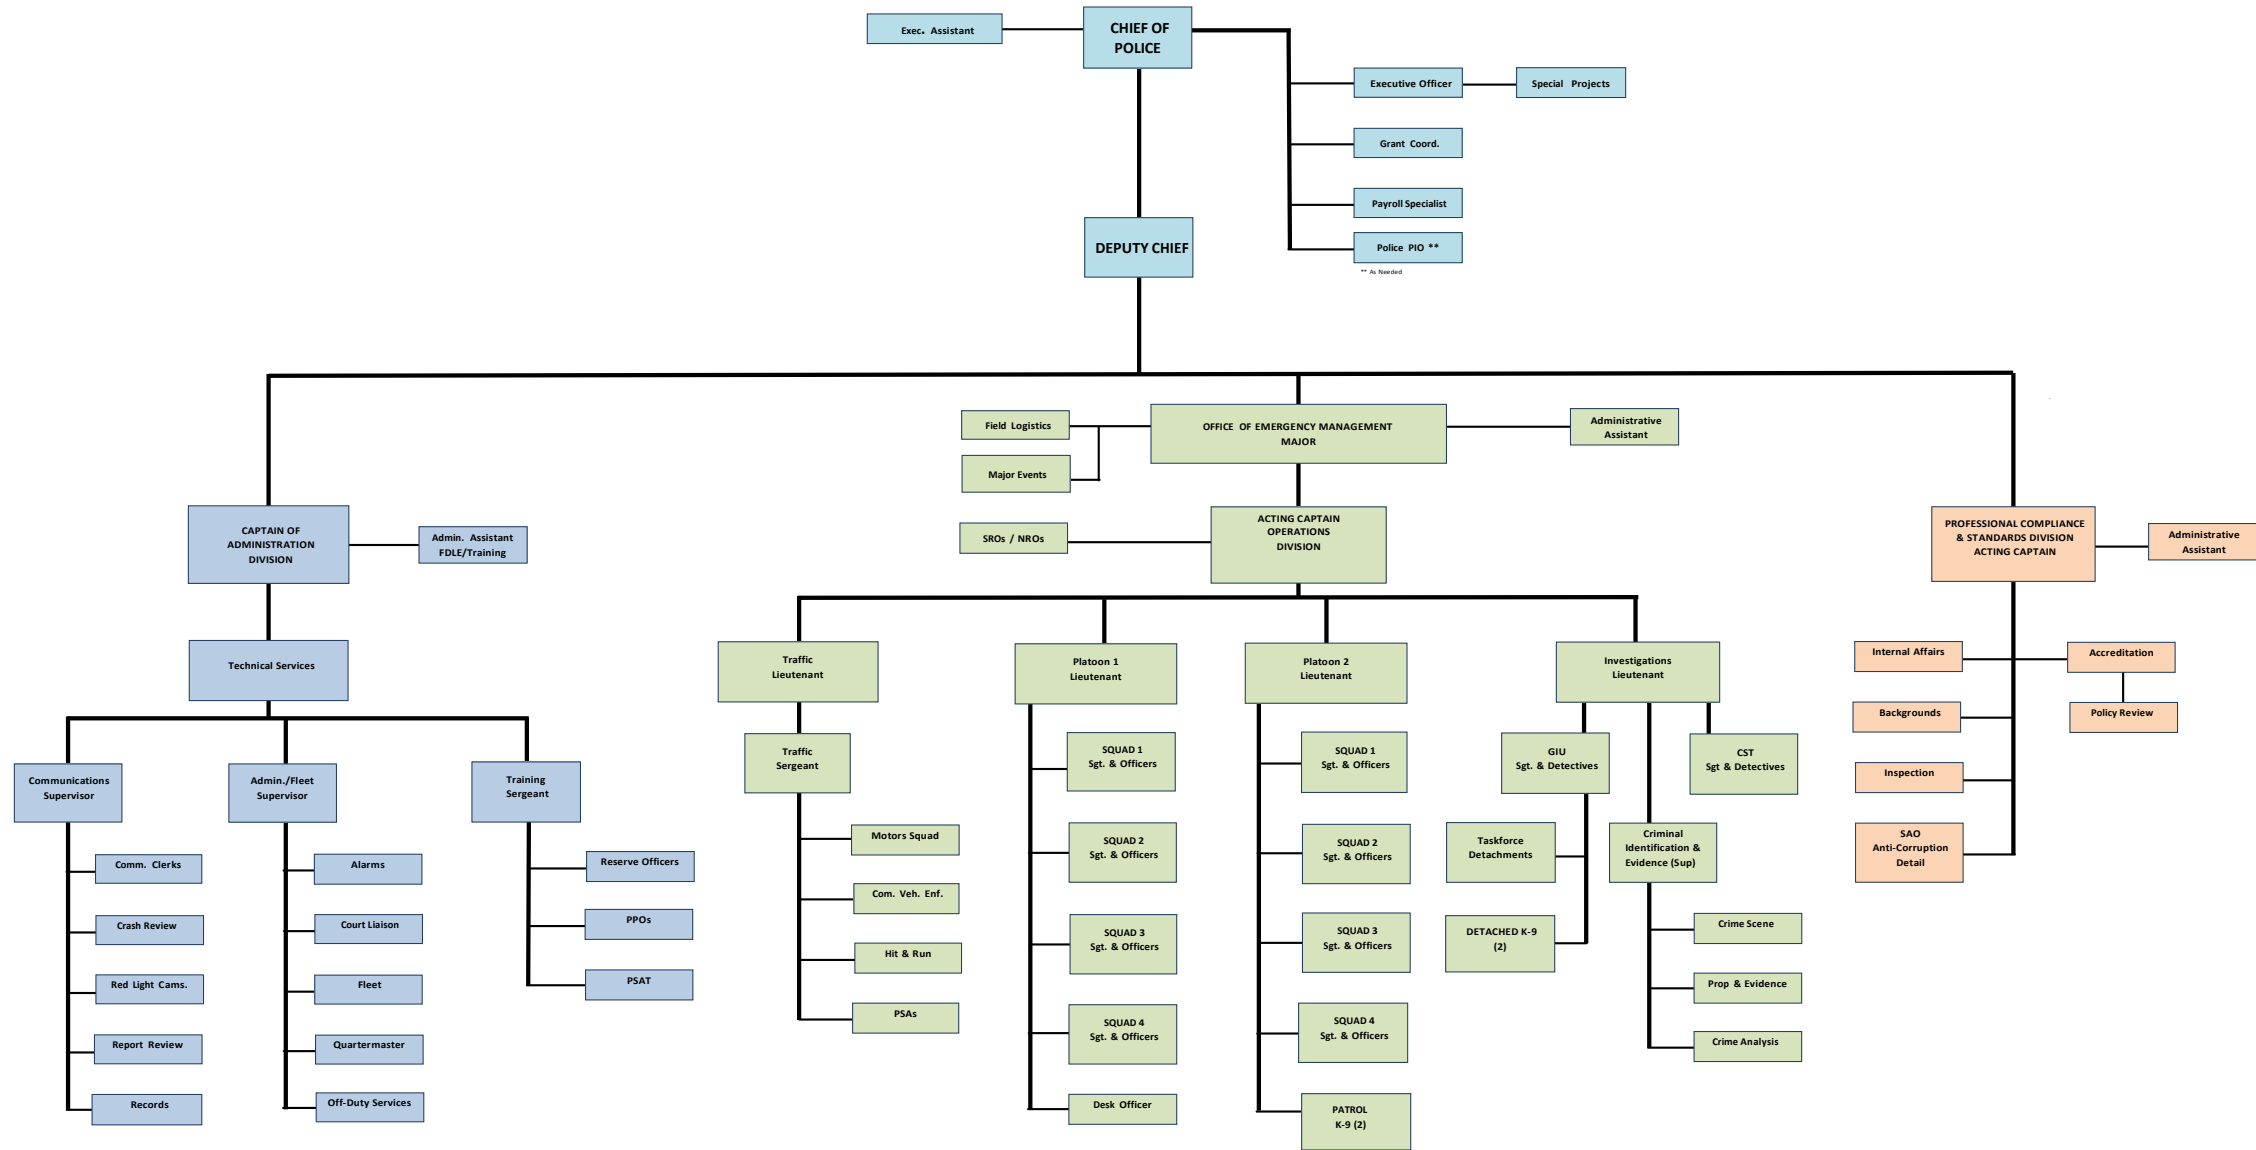 Exec. Assistant
CHIEF OF
POLICE
Executive Officer
Special Projects
Grant Coord.
Payroll Specialist
DEPUTY CHIEF
Police PIO **
** As Needed
Field Logistics
OFFICE OF EMERGENCY MANAGEMENT
MAJOR
Administrative
Assistant
Major Events
CAPTAIN OF
ADMINISTRATION
DIVISION
Admin. Assistant
FDLE/Training
SROs / NROs
ACTING CAPTAIN
OPERATIONS
DIVISION
PROFESSIONAL COMPLIANCE
& STANDARDS DIVISION
ACTING CAPTAIN
Administrative
Assistant
Technical Services
Traffic
Lieutenant
Platoon 1
Lieutenant
Platoon 2
Lieutenant
Investigations
Lieutenant
Internal Affairs
Accreditation
Backgrounds
Policy Review
Communications
Supervisor
Admin./Fleet
Supervisor
Training
Sergeant
Traffic
Sergeant
SQUAD 1
Sgt. & Officers
SQUAD 1
Sgt. & Officers
GIU
Sgt. & Detectives
CST
Sgt & Detectives
Inspection
Comm. Clerks
Alarms
Reserve Officers
Motors Squad
SQUAD 2
Sgt. & Officers
SQUAD 2
Sgt. & Officers
Taskforce
Detachments
Criminal
Identification &
Evidence (Sup)
SAO
Anti-Corruption
Detail
Crash Review
Court Liaison
PPOs
Com. Veh. Enf.
SQUAD 3
Sgt. & Officers
SQUAD 3
Sgt. & Officers
DETACHED K-9
(2)
Crime Scene
Red Light Cams.
Fleet
PSAT
Hit & Run
Prop & Evidence
Report Review
Quartermaster
PSAs
SQUAD 4
Sgt. & Officers
SQUAD 4
Sgt. & Officers
Crime Analysis
Records
Off-Duty Services
Desk Officer
PATROL
K-9 (2)